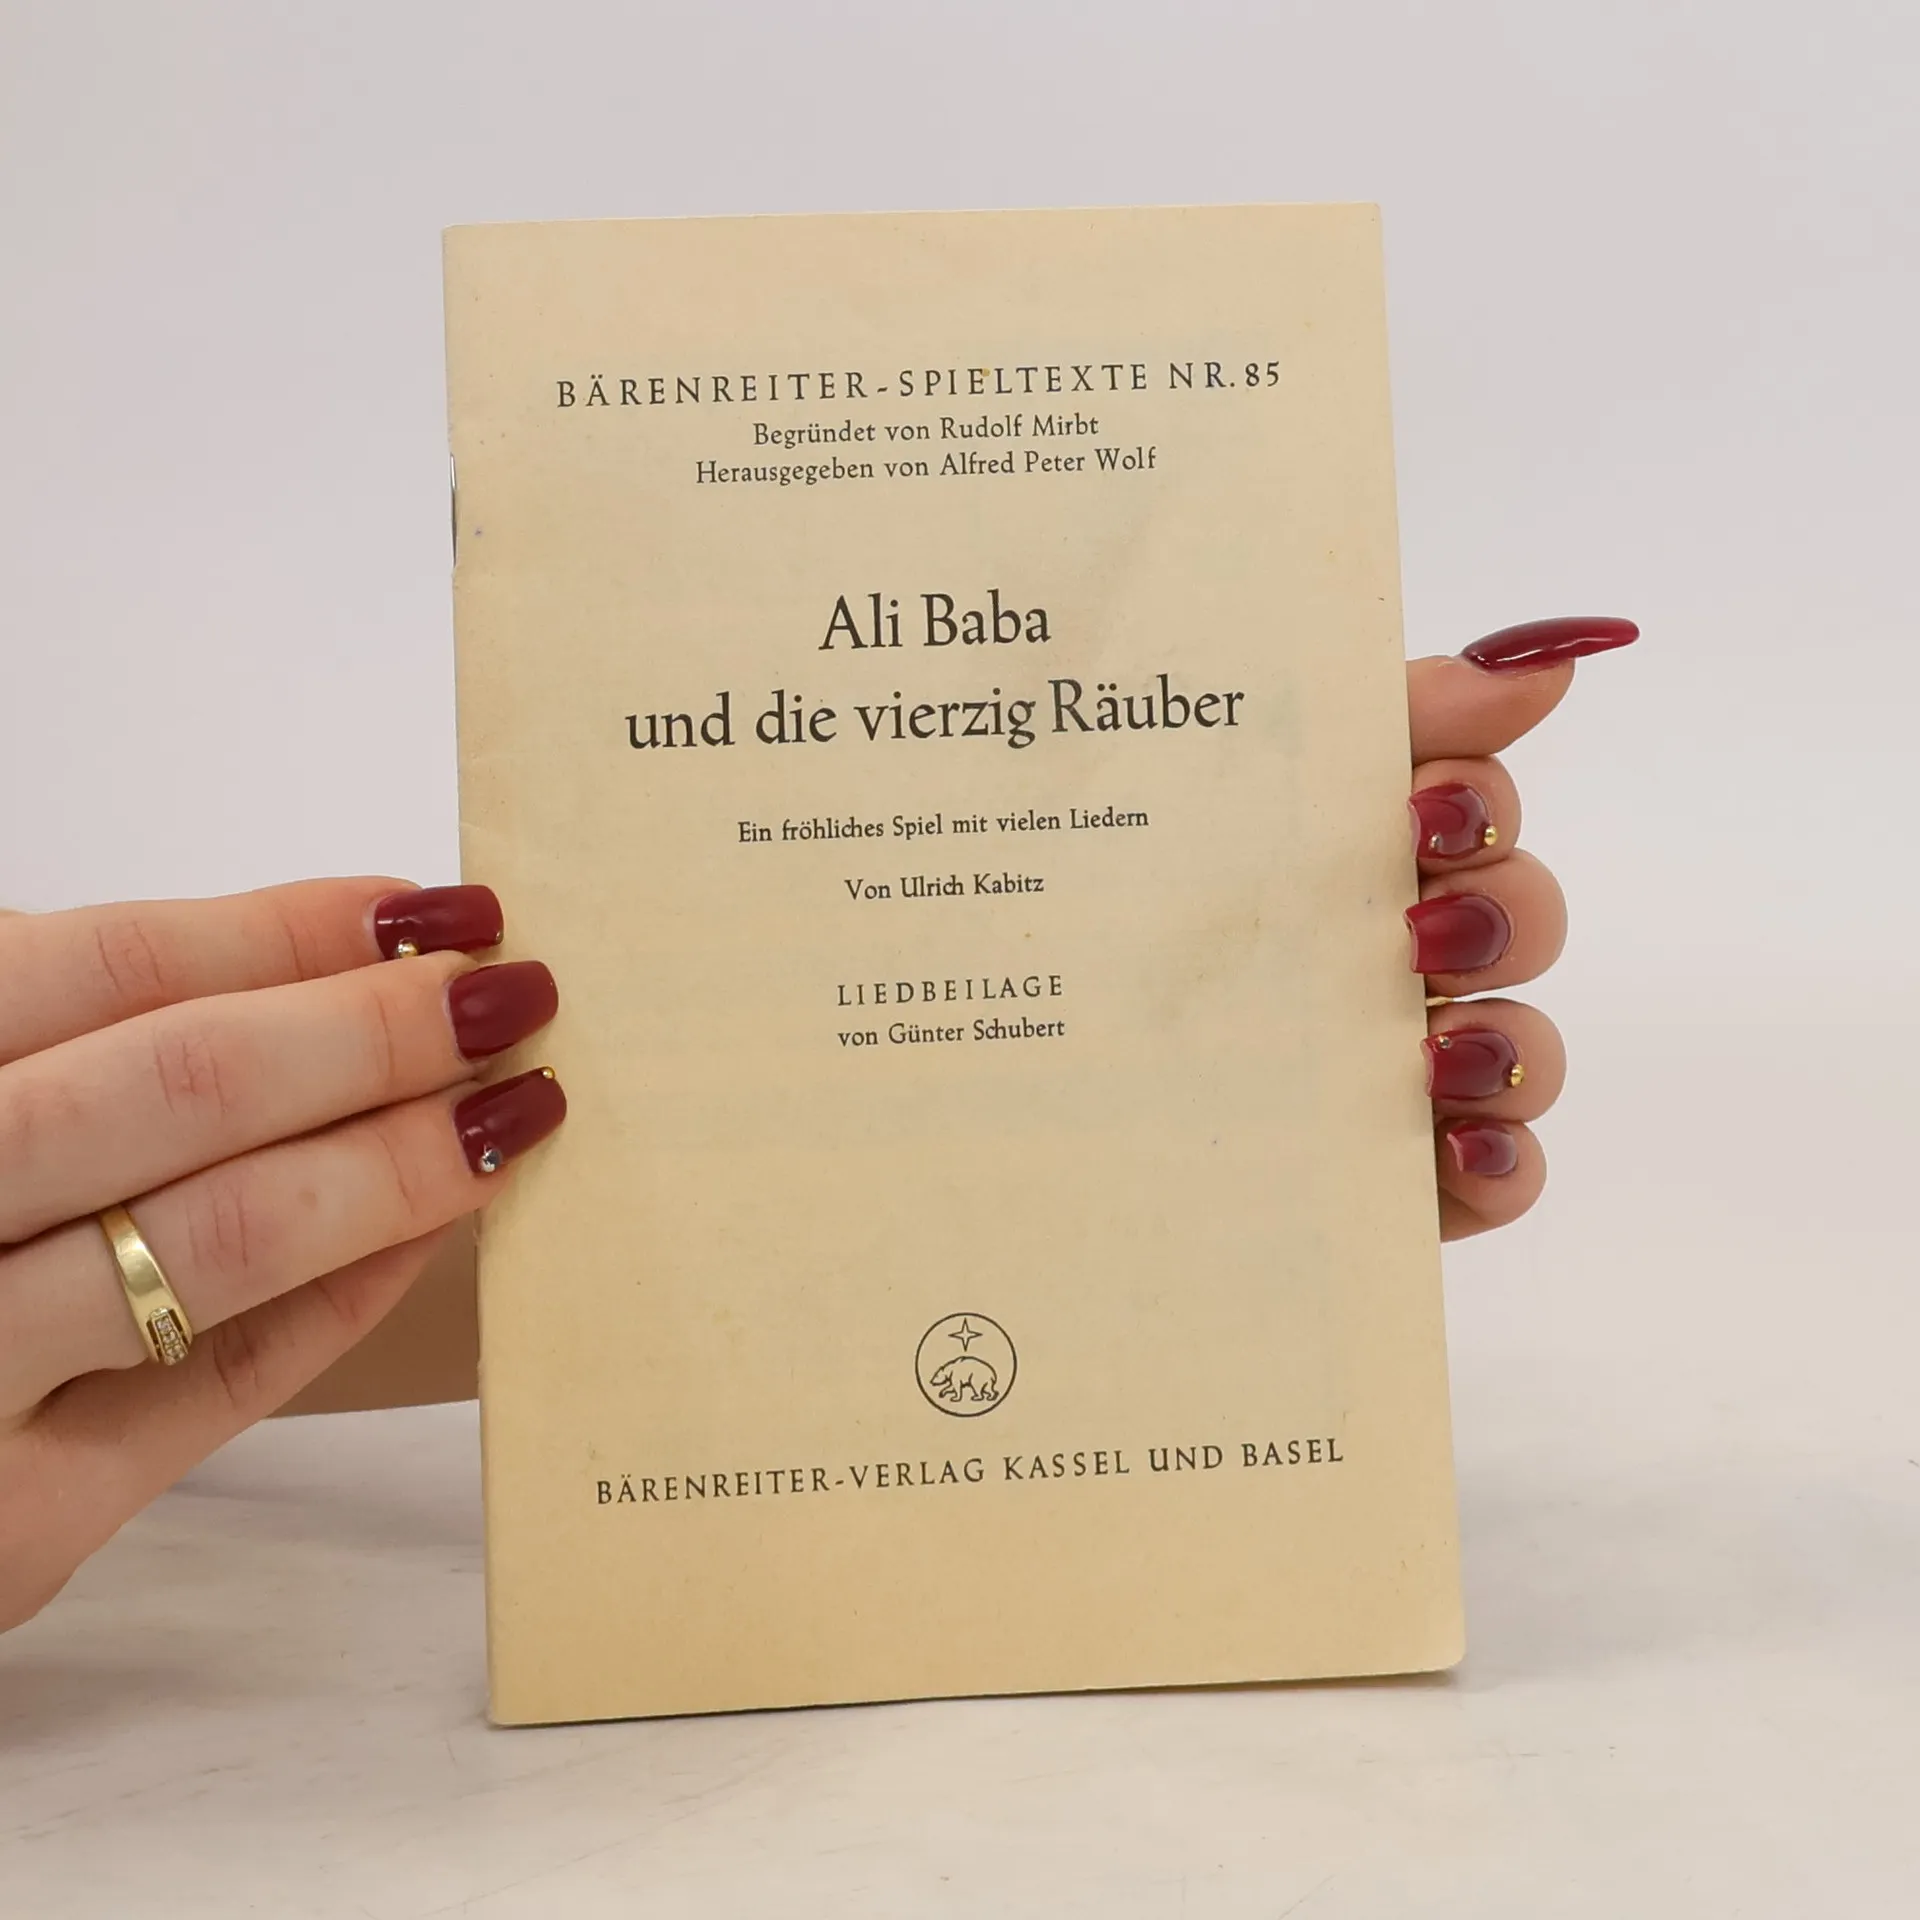 BÄRENREITER-SPIELTEXTE NR. 85
Begründet von Rudolf Mirbt
Herausgegeben von Alfred Peter Wolf
Ali Baba
und die vierzig Räuber
Ein fröhliches Spiel mit vielen Liedern
Von Ulrich Kabitz
LIEDBEILAGE
von Günter Schubert
BÄRENREITER-VERLAG KASSEL UND BASEL